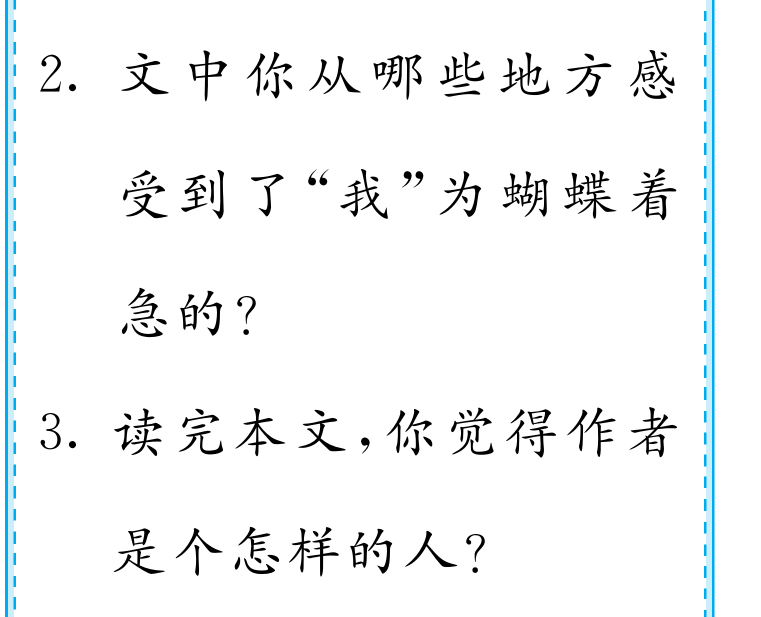 2. 文中你从哪些地方感
受到了“我”为蝴蝶着
急的？
3. 读完本文，你觉得作者
是个怎样的人？